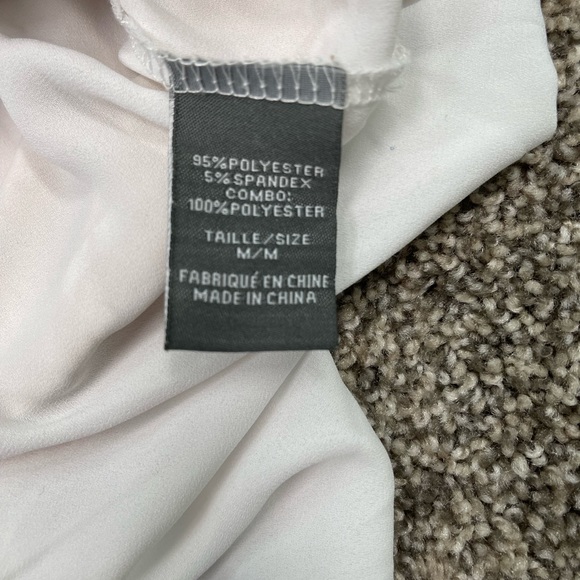 95%POLYESTER
5%SPANDEX
COMBO:
100%POLYESTER
TAILLE/SIZE
M/M
FABRIQUÉ EN CHINE
MADE IN CHINA